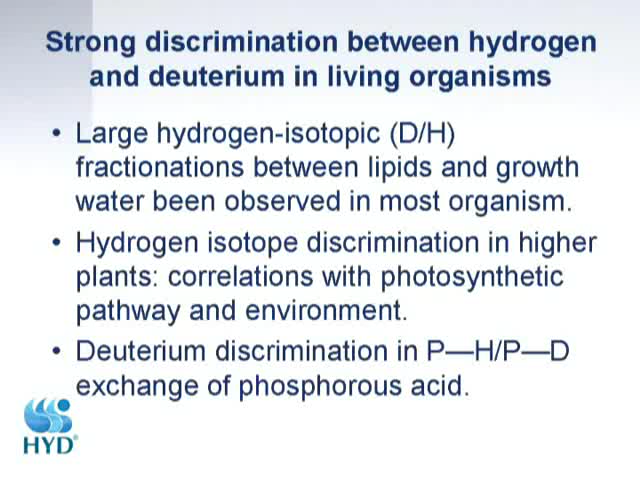 Strong discrimination between hydrogen
and deuterium in living organisms
• Large hydrogen-isotopic (D/H)
fractionations between lipids and growth
water been observed in most organism.
• Hydrogen isotope discrimination in higher
plants: correlations with photosynthetic
pathway and environment.
• Deuterium discrimination in P—H/P—D
exchange of phosphorous acid.
HYD®